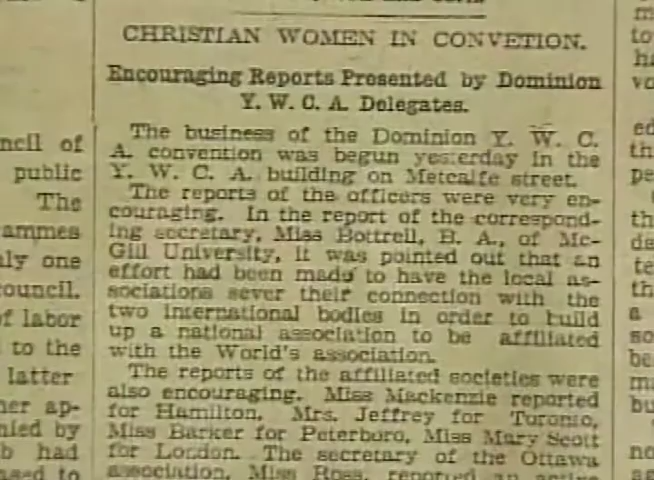 CHRISTIAN WOMEN IN CONVETION.
Encouraging Reports Presented by Dominion
Y. W. C. A. Delegates.
The business of the Dominion Y. W. C.
A. convention was begun yesterday in the
Y. W. C. A. building on Metcalfe street.
The reports of the officers were very en-
couraging. In the report of the correspond-
ing secretary, Miss Bottrell, B. A., of Mc-
Gill University, it was pointed out that an
effort had been made to have the local as-
sociations sever their connection with the
two international bodies in order to build
up a national association to be affiliated
with the World's association.
The reports of the affiliated societies were
also encouraging. Miss Mackenzie reported
for Hamilton, Mrs. Jeffrey for Toronto,
Miss Barker for Peterboro, Miss Mary Scott
for London. The secretary of the Ottawa
association, Miss Ross, reported an active
ncil of
public
The
ammes
ly one
ouncil.
f labor
to the
latter
er ap-
nied by
b had
to